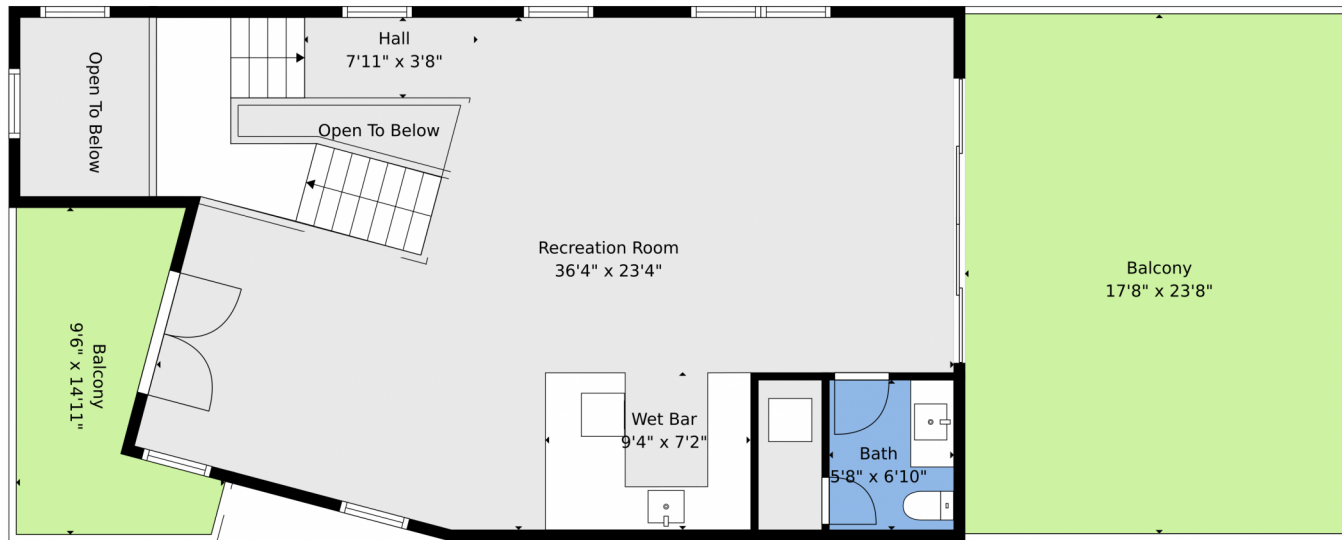 Hall
7'11" x 3'8"
Open To Below
Open To Below
Recreation Room
36'4" x 23'4"
Balcony
17'8" x 23'8"
Balcony
9'6" x 14'11"
Wet Bar
9'4" x 7'2"
Bath
5'8" x 6'10"